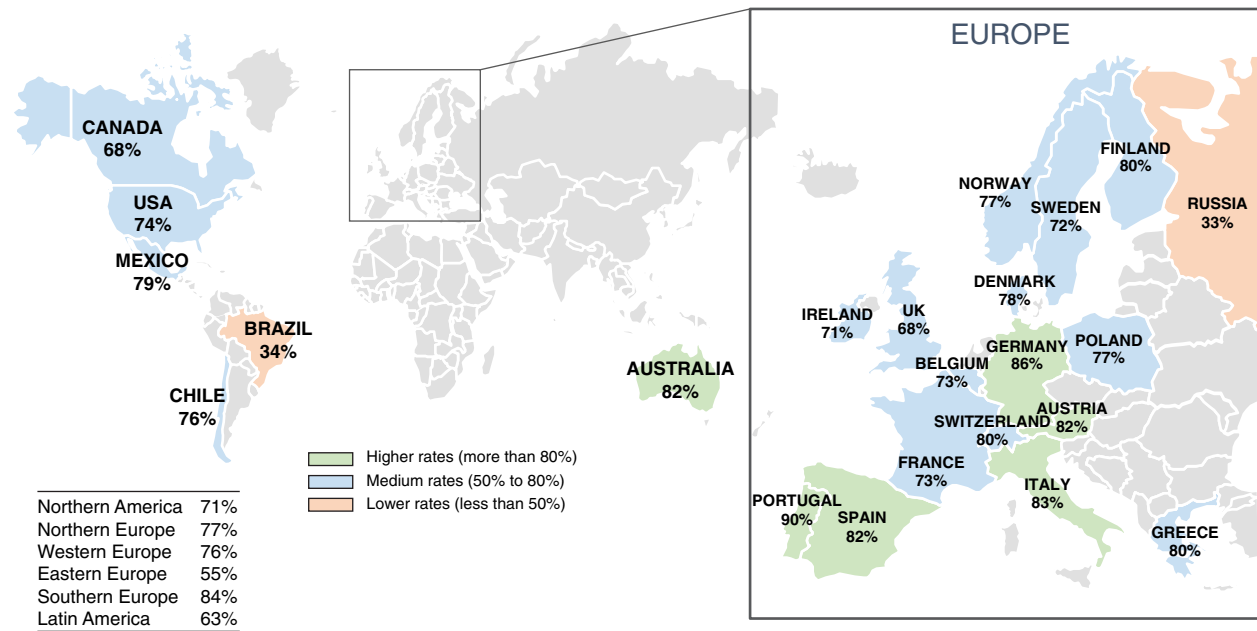 EUROPE
CANADA
68%
USA
74%
MEXICO
79%
BRAZIL
34%
CHILE
76%
AUSTRALIA
82%
FINLAND
80%
NORWAY
77%
SWEDEN
72%
RUSSIA
33%
DENMARK
78%
IRELAND
71%
UK
68%
GERMANY
86%
POLAND
77%
BELGIUM
73%
AUSTRIA
82%
SWITZERLAND
80%
FRANCE
73%
ITALY
83%
PORTUGAL
90%
SPAIN
82%
GREECE
80%
Higher rates (more than 80%)
Medium rates (50% to 80%)
Lower rates (less than 50%)
Northern America 71%
Northern Europe 77%
Western Europe 76%
Eastern Europe 55%
Southern Europe 84%
Latin America 63%